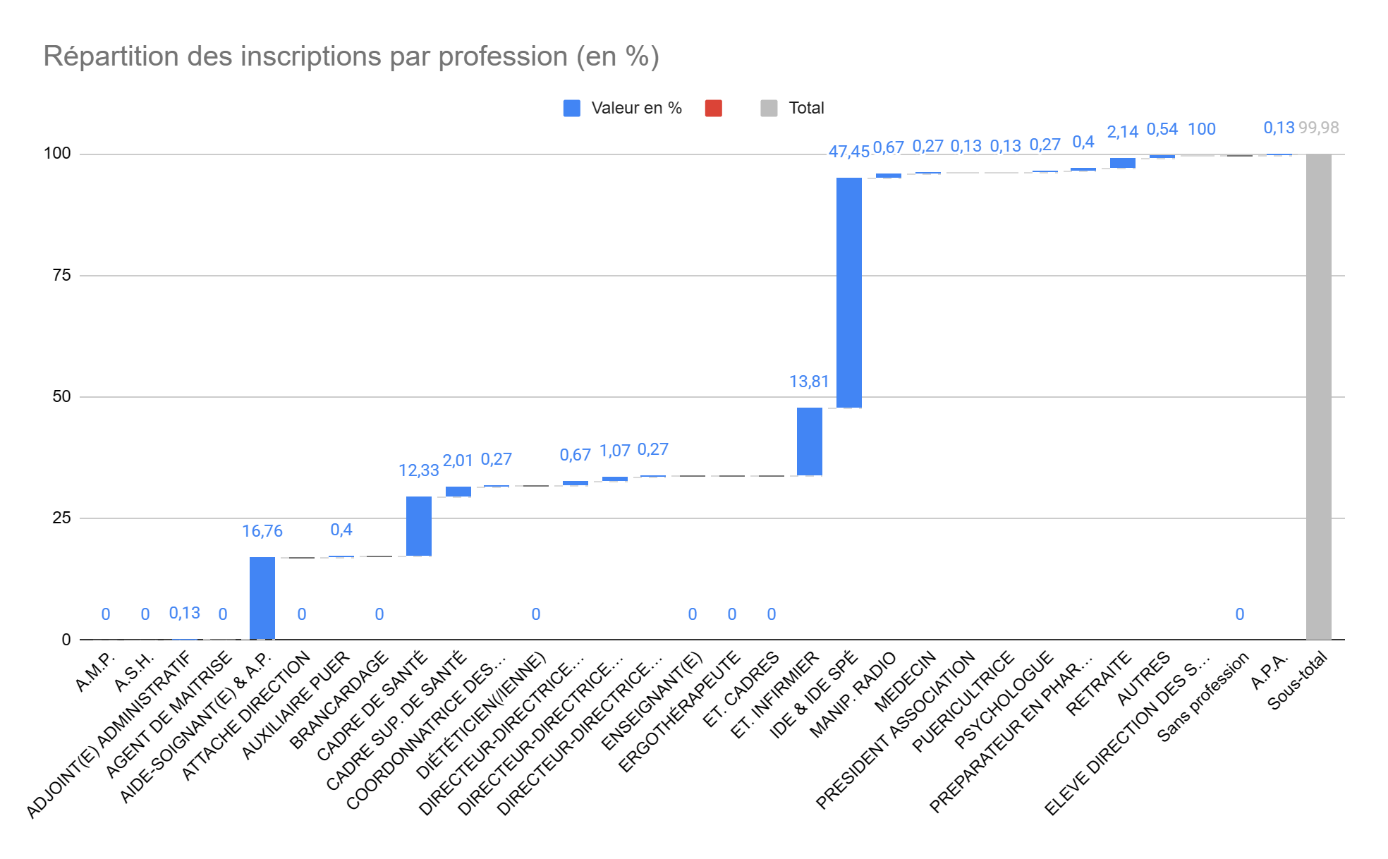 Répartition des inscriptions par profession (en %)
Valeur en %
Total
100
75
50
25
0
0
0
0,13
0
16,76
0
0,4
0
12,33
2,01
0,27
0
0,67
1,07
0,27
0
0
0
13,81
47,45
0,67
0,27
0,13
0,13
0,27
0,4
2,14
0,54
100
0
0,13
99,98
A.M.P.
A.S.H.
ADJOINT(E) ADMINISTRATIF
AGENT DE MAITRISE
AIDE-SOIGNANT(E) & A.P.
ATTACHE DIRECTION
AUXILIAIRE PUER
BRANCARDAGE
CADRE DE SANTÉ
CADRE SUP. DE SANTÉ
COORDONNATRICE DES…
DIÉTÉTICIEN((IENNE)
DIRECTEUR-DIRECTRICE…
DIRECTEUR-DIRECTRICE…
DIRECTEUR-DIRECTRICE…
ENSEIGNANT(E)
ERGOTHÉRAPEUTE
ET. CADRES
ET. INFIRMIER
IDE & IDE SPÉ
MANIP. RADIO
MEDECIN
PRESIDENT ASSOCIATION
PUERICULTRICE
PSYCHOLOGUE
PREPARATEUR EN PHAR…
RETRAITE
AUTRES
ELEVE DIRECTION DES S…
Sans profession
A.P.A.
Sous-total